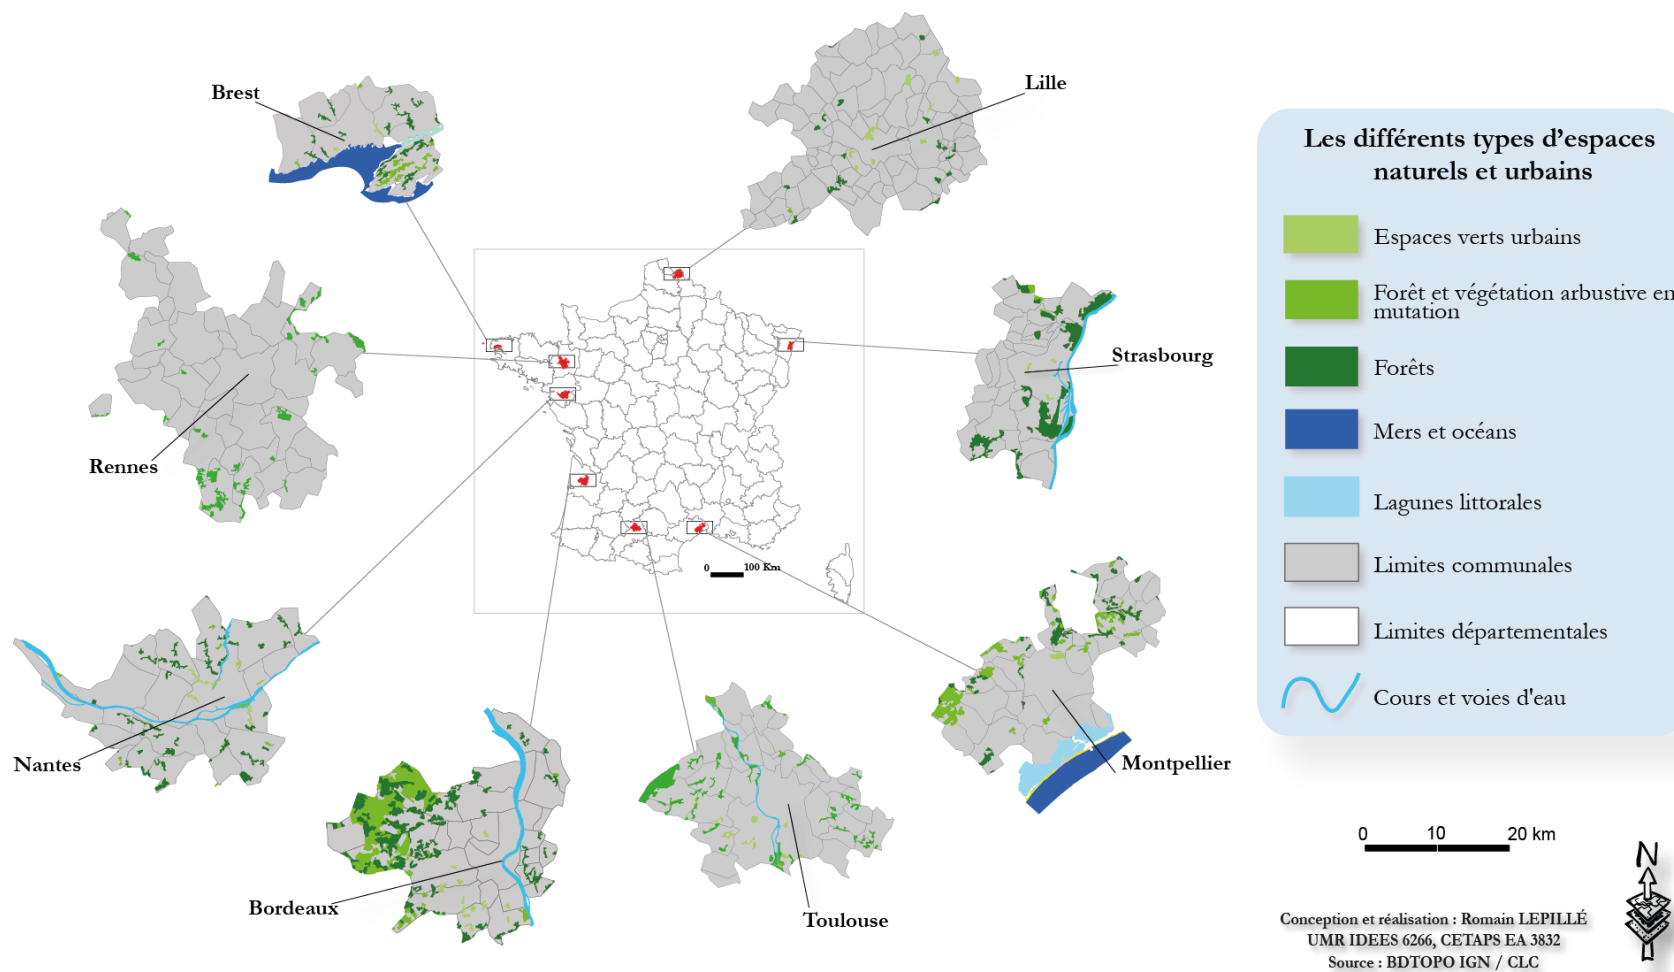 Brest
Lille
Rennes
Strasbourg
Nantes
Bordeaux
Toulouse
Montpellier
0 100 Km
Les différents types d'espaces
naturels et urbains
Espaces verts urbains
Forêt et végétation arbustive en
mutation
Forêts
Mers et océans
Lagunes littorales
Limites communales
Limites départementales
Cours et voies d'eau
0 10 20 km
N
Conception et réalisation : Romain LEPILLÉ
UMR IDEES 6266, CETAPS EA 3832
Source : BDTOPO IGN / CLC